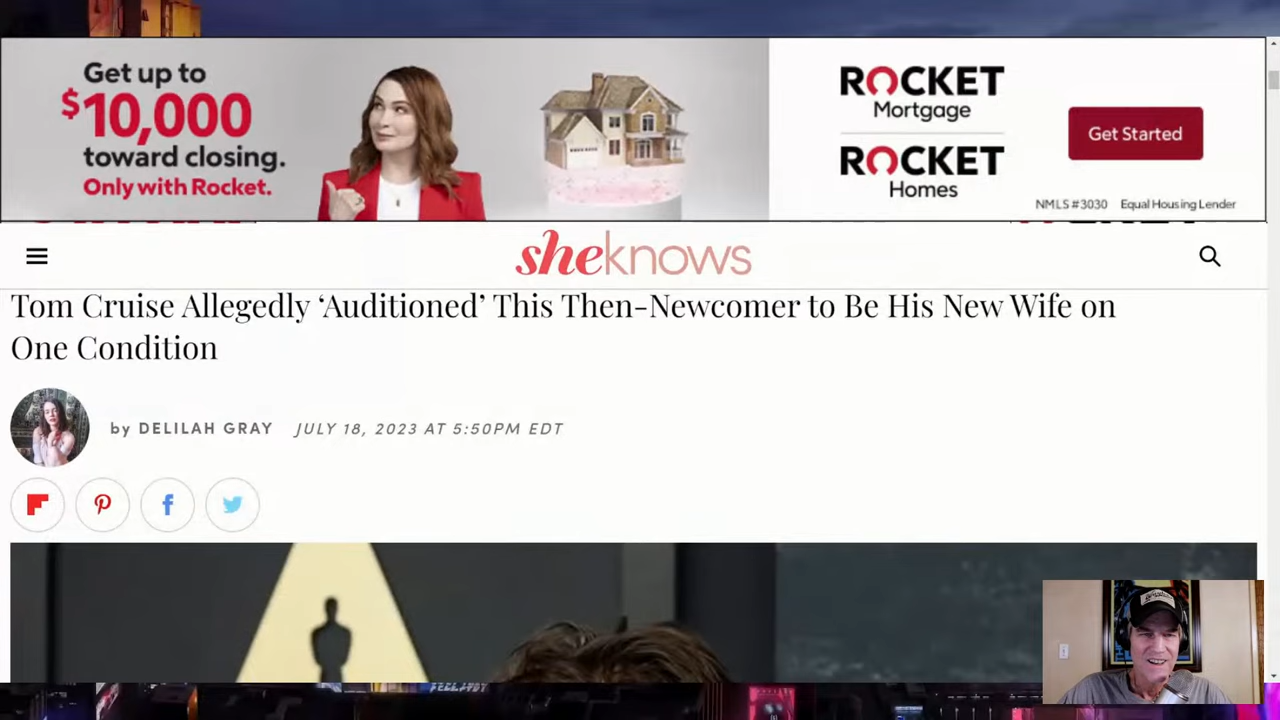 Get up to
$10,000
toward closing.
Only with Rocket.
ROCKET
Mortgage
ROCKET
Homes
Get Started
NMLS #3030 Equal Housing Lender
sheknows
Tom Cruise Allegedly ‘Auditioned’ This Then-Newcomer to Be His New Wife on
One Condition
by DELILAH GRAY JULY 18, 2023 AT 5:50PM EDT